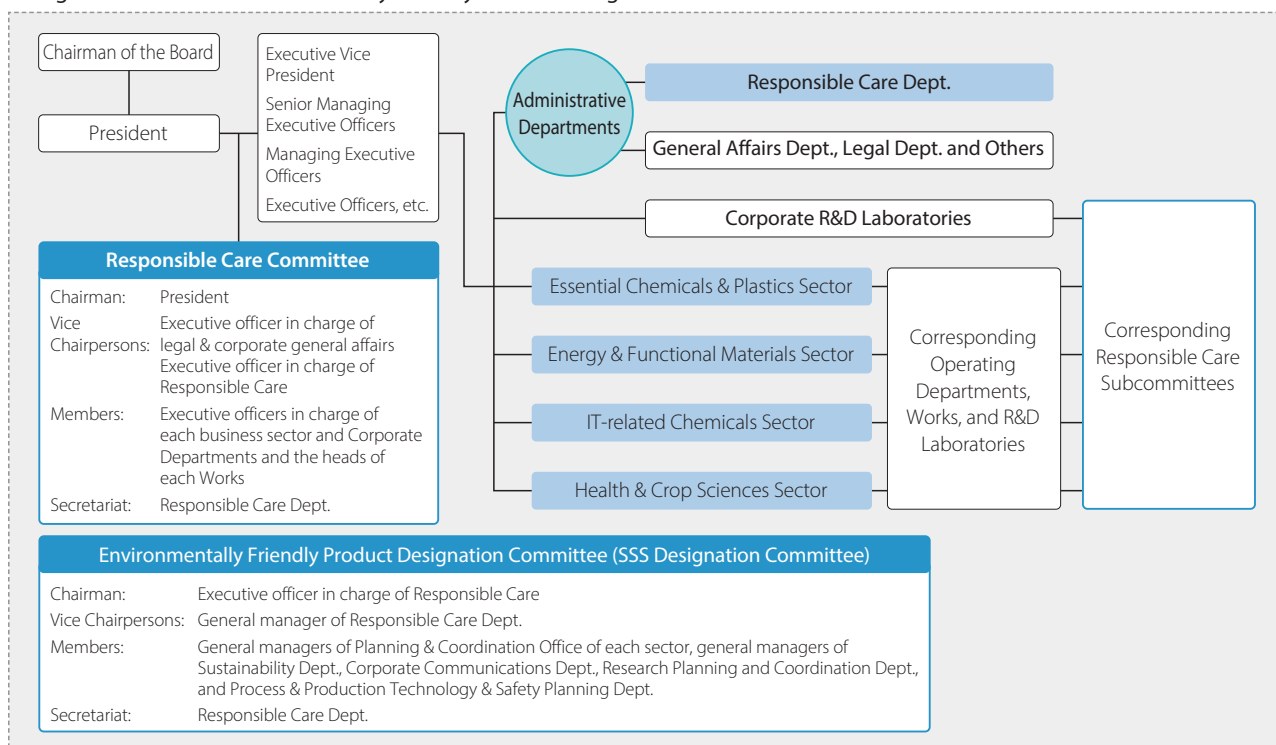 Chairman of the Board
President
Executive Vice
President
Senior Managing
Executive Officers
Managing Executive
Officers
Executive Officers, etc.
Administrative
Departments
Responsible Care Dept.
General Affairs Dept., Legal Dept. and Others
Corporate R&D Laboratories
Essential Chemicals & Plastics Sector
Energy & Functional Materials Sector
IT-related Chemicals Sector
Health & Crop Sciences Sector
Corresponding
Operating
Departments,
Works, and R&D
Laboratories
Corresponding
Responsible Care
Subcommittees
Responsible Care Committee
Chairman: President
Vice Executive officer in charge of
Chairpersons: legal & corporate general affairs
Executive officer in charge of
Responsible Care
Members: Executive officers in charge of
each business sector and Corporate
Departments and the heads of
each Works
Secretariat: Responsible Care Dept.
Environmentally Friendly Product Designation Committee (SSS Designation Committee)
Chairman: Executive officer in charge of Responsible Care
Vice Chairpersons: General manager of Responsible Care Dept.
Members: General managers of Planning & Coordination Office of each sector, general managers of
Sustainability Dept., Corporate Communications Dept., Research Planning and Coordination Dept.,
and Process & Production Technology & Safety Planning Dept.
Secretariat: Responsible Care Dept.